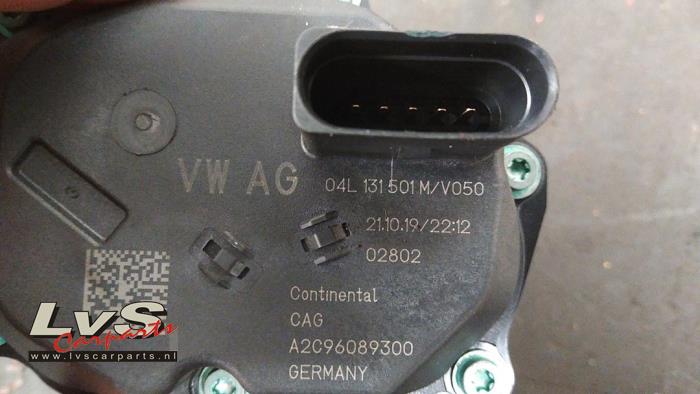 VW AG
04L 131 501 M/V050
21.10.19/22:12
02802
Continental
CAG
A2C96089300
GERMANY
LvS
Carparts
www.lvscarparts.nl